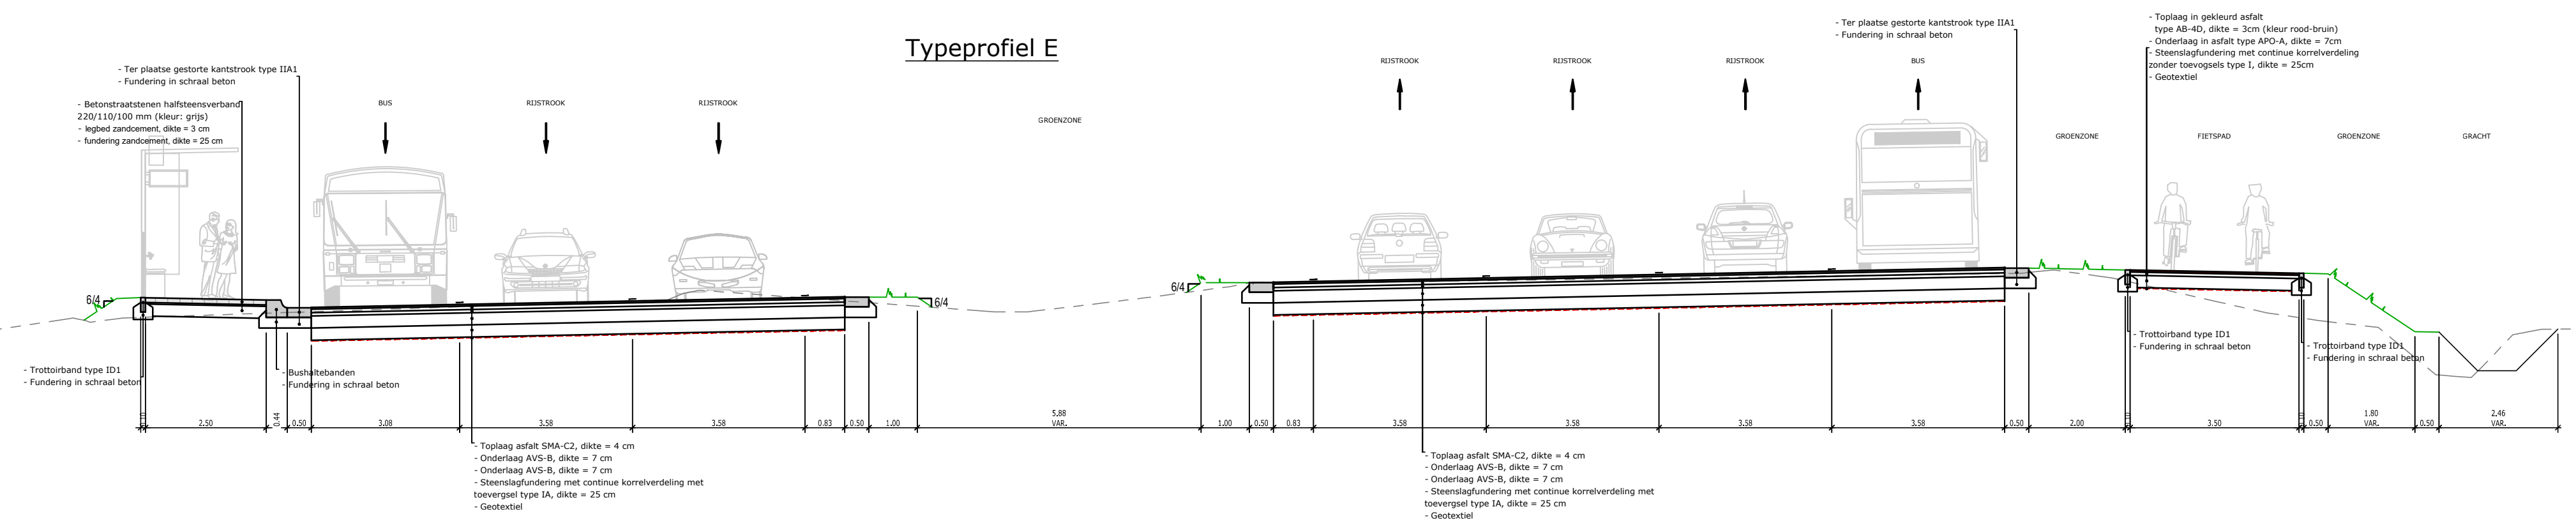 Typeprofiel E
- Ter plaatse gestorte kantstrook type IIA1
- Fundering in schraal beton
- Betonstraatstenen halfsteensverband
220/110/100 mm (kleur: grijs)
- legbed zandcement, dikte = 3 cm
- fundering zandcement, dikte = 25 cm
BUS
RIJSTROOK
RIJSTROOK
GROENZONE
RIJSTROOK
RIJSTROOK
RIJSTROOK
BUS
- Ter plaatse gestorte kantstrook type IIA1
- Fundering in schraal beton
- Toplaag in gekleurd asfalt
type AB-4D, dikte = 3cm (kleur rood-bruin)
- Onderlaag in asfalt type APO-A, dikte = 7cm
- Steenslagfundering met continue korrelverdeling
zonder toevogsels type I, dikte = 25cm
- Geotextiel
GROENZONE
FIETSPAD
GROENZONE
GRACHT
6/4
6/4
6/4
- Trottoirband type ID1
- Fundering in schraal beton
- Bushaltebanden
- Fundering in schraal beton
- Trottoirband type ID1
- Fundering in schraal beton
- Trottoirband type ID1
- Fundering in schraal beton
0.10
2.50
0.44
0.50
3.08
3.58
3.58
0.83
0.50
1.00
5.88
VAR.
1.00
0.50
0.83
3.58
3.58
3.58
3.58
0.50
2.00
0.10
3.50
0.10
0.50
1.80
VAR.
0.50
2.46
VAR.
- Toplaag asfalt SMA-C2, dikte = 4 cm
- Onderlaag AVS-B, dikte = 7 cm
- Onderlaag AVS-B, dikte = 7 cm
- Steenslagfundering met continue korrelverdeling met
toevergsel type IA, dikte = 25 cm
- Geotextiel
- Toplaag asfalt SMA-C2, dikte = 4 cm
- Onderlaag AVS-B, dikte = 7 cm
- Onderlaag AVS-B, dikte = 7 cm
- Steenslagfundering met continue korrelverdeling met
toevergsel type IA, dikte = 25 cm
- Geotextiel